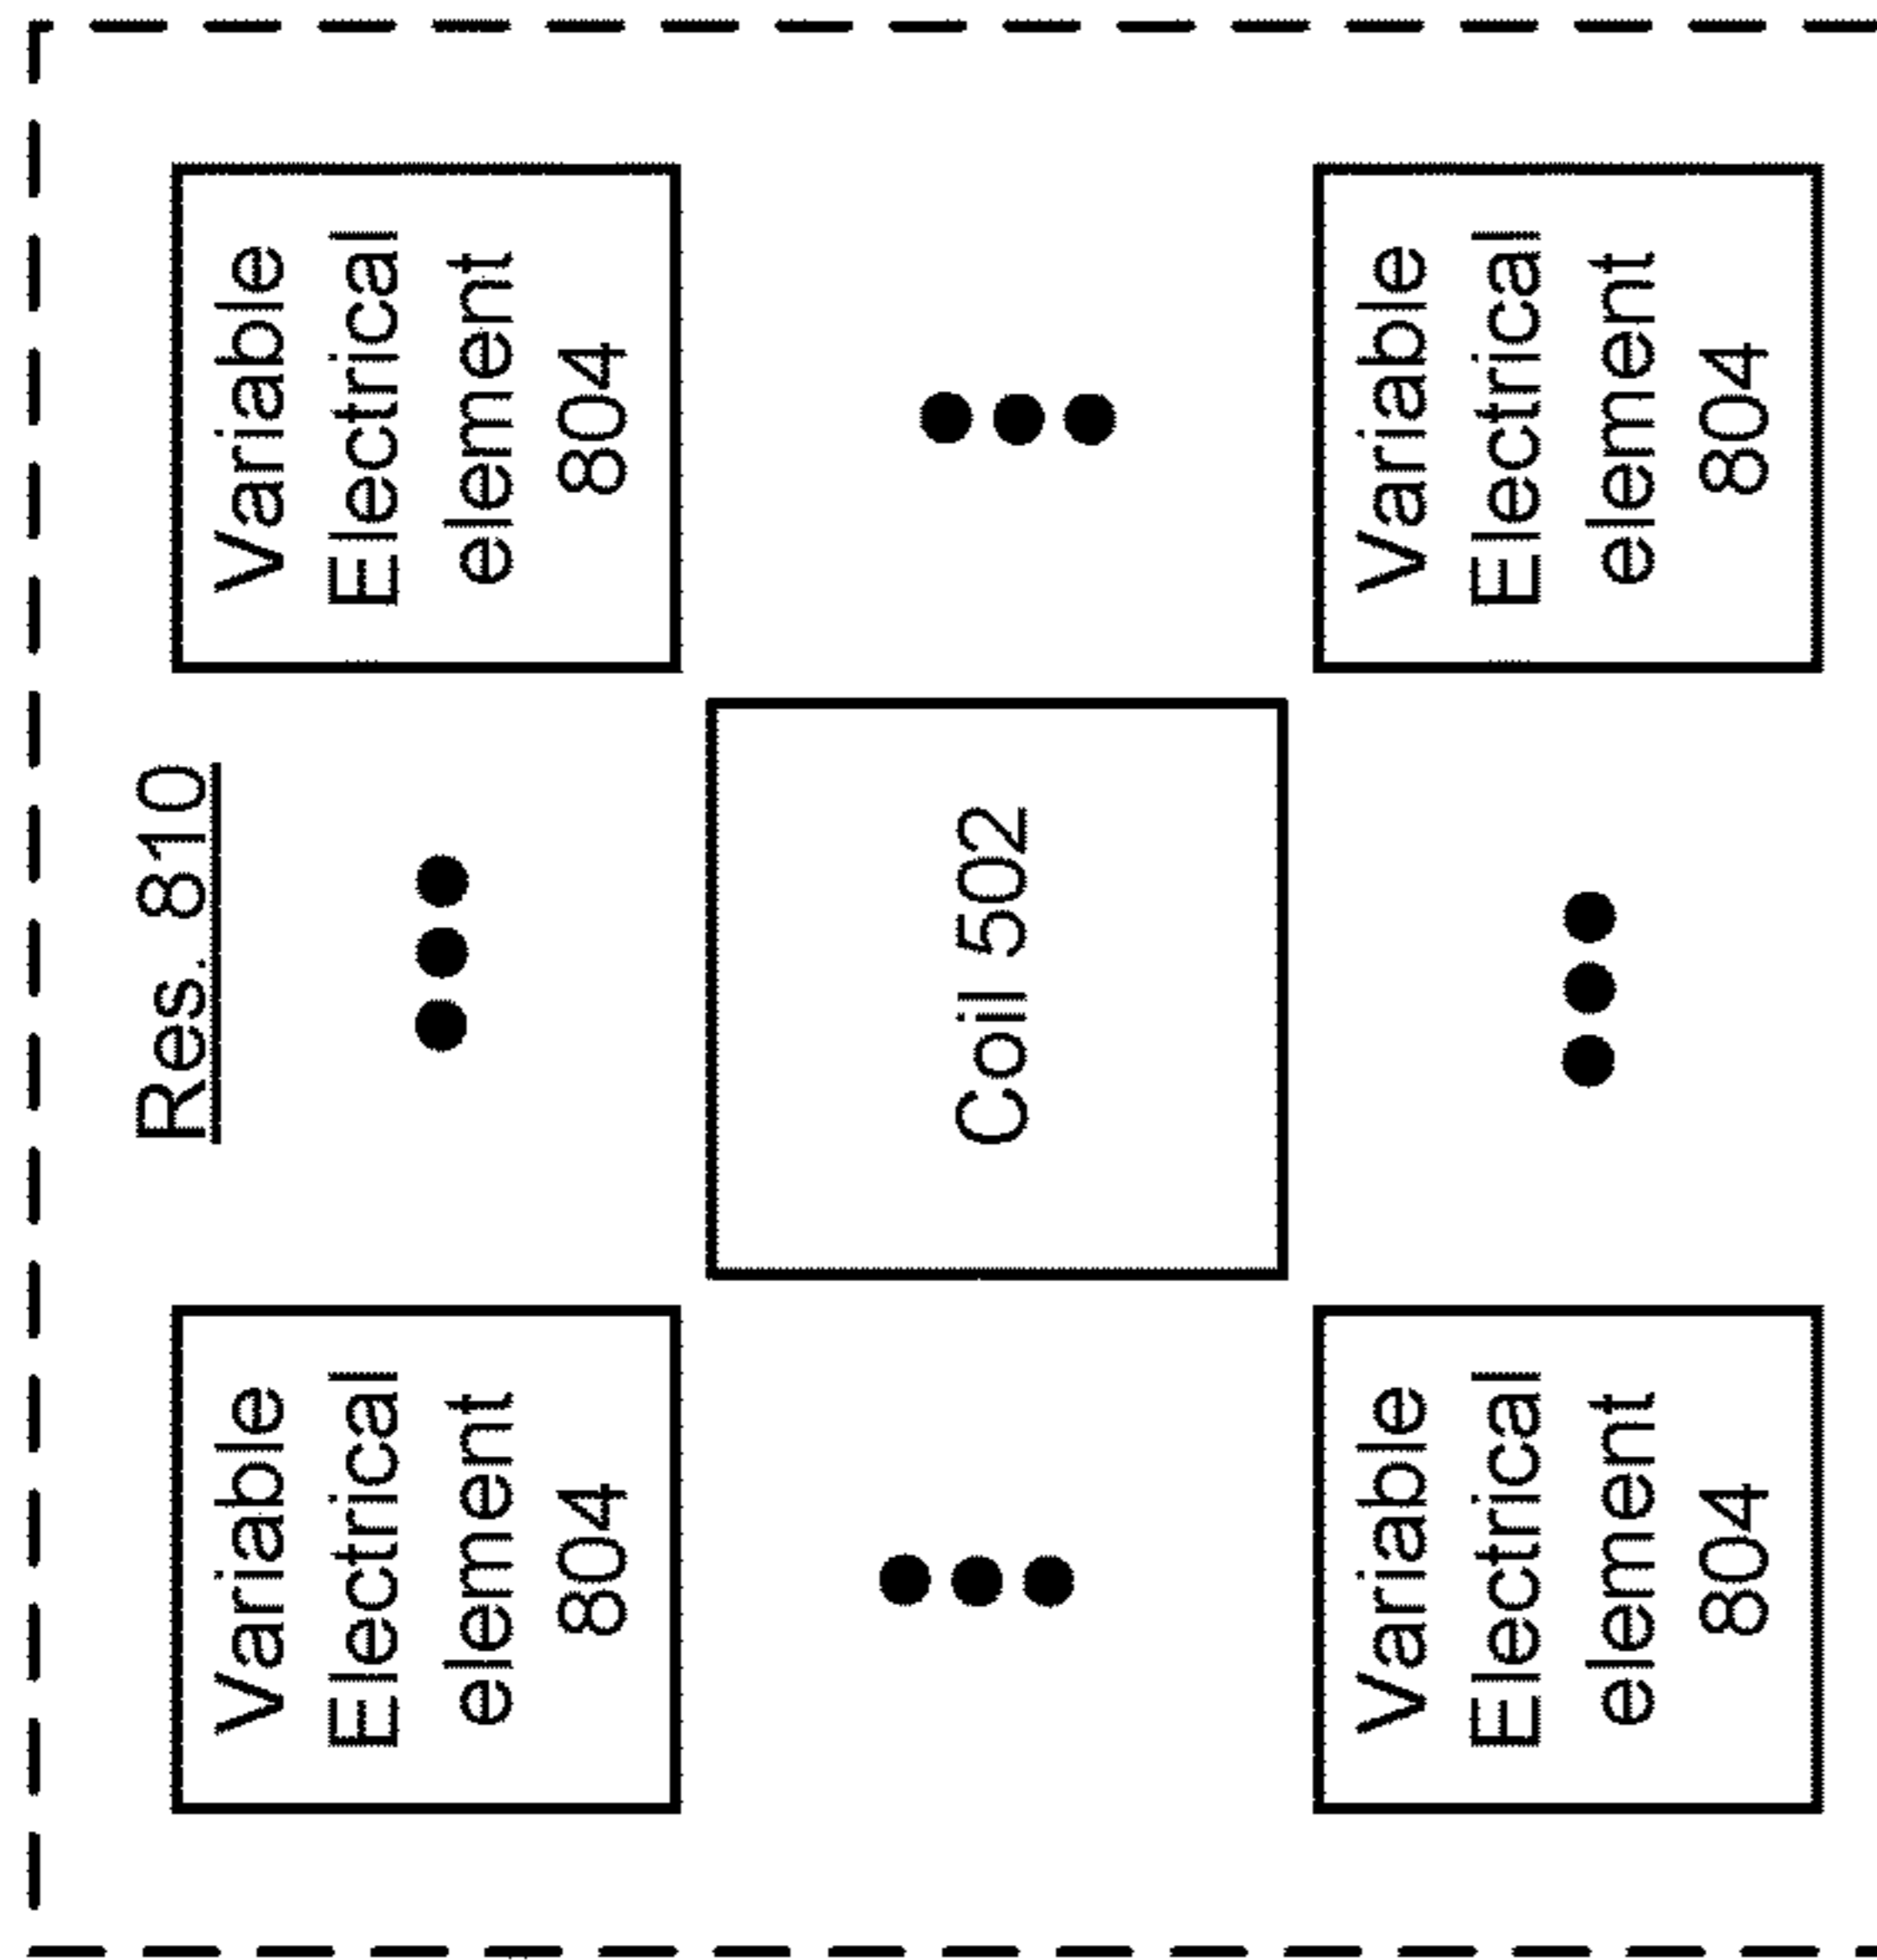 Res. 810
Variable
Electrical
element
804
Variable
Electrical
element
804
Coil 502
Variable
Electrical
element
804
Variable
Electrical
element
804